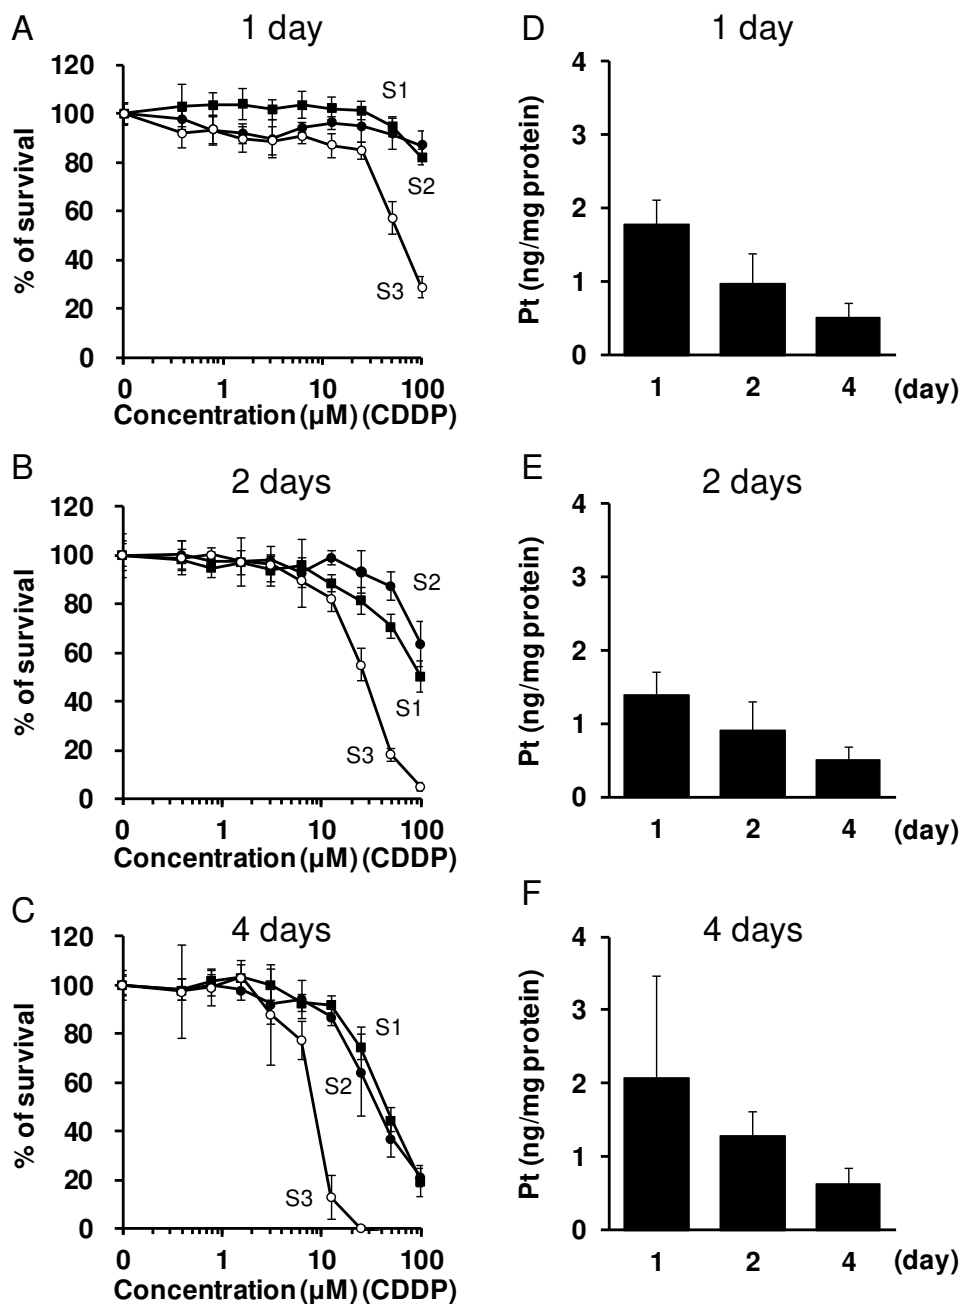 A
1 day
120
100
80
60
40
20
0
% of survival
S1
S2
S3
0 1 10 100
Concentration (µM) (CDDP)
D
1 day
4
3
2
1
0
Pt (ng/mg protein)
1 2 4 (day)
B
2 days
120
100
80
60
40
20
0
% of survival
S2
S1
S3
0 1 10 100
Concentration (µM) (CDDP)
E
2 days
4
3
2
1
0
Pt (ng/mg protein)
1 2 4 (day)
C
4 days
120
100
80
60
40
20
0
% of survival
S1
S2
S3
0 1 10 100
Concentration (µM) (CDDP)
F
4 days
4
3
2
1
0
Pt (ng/mg protein)
1 2 4 (day)